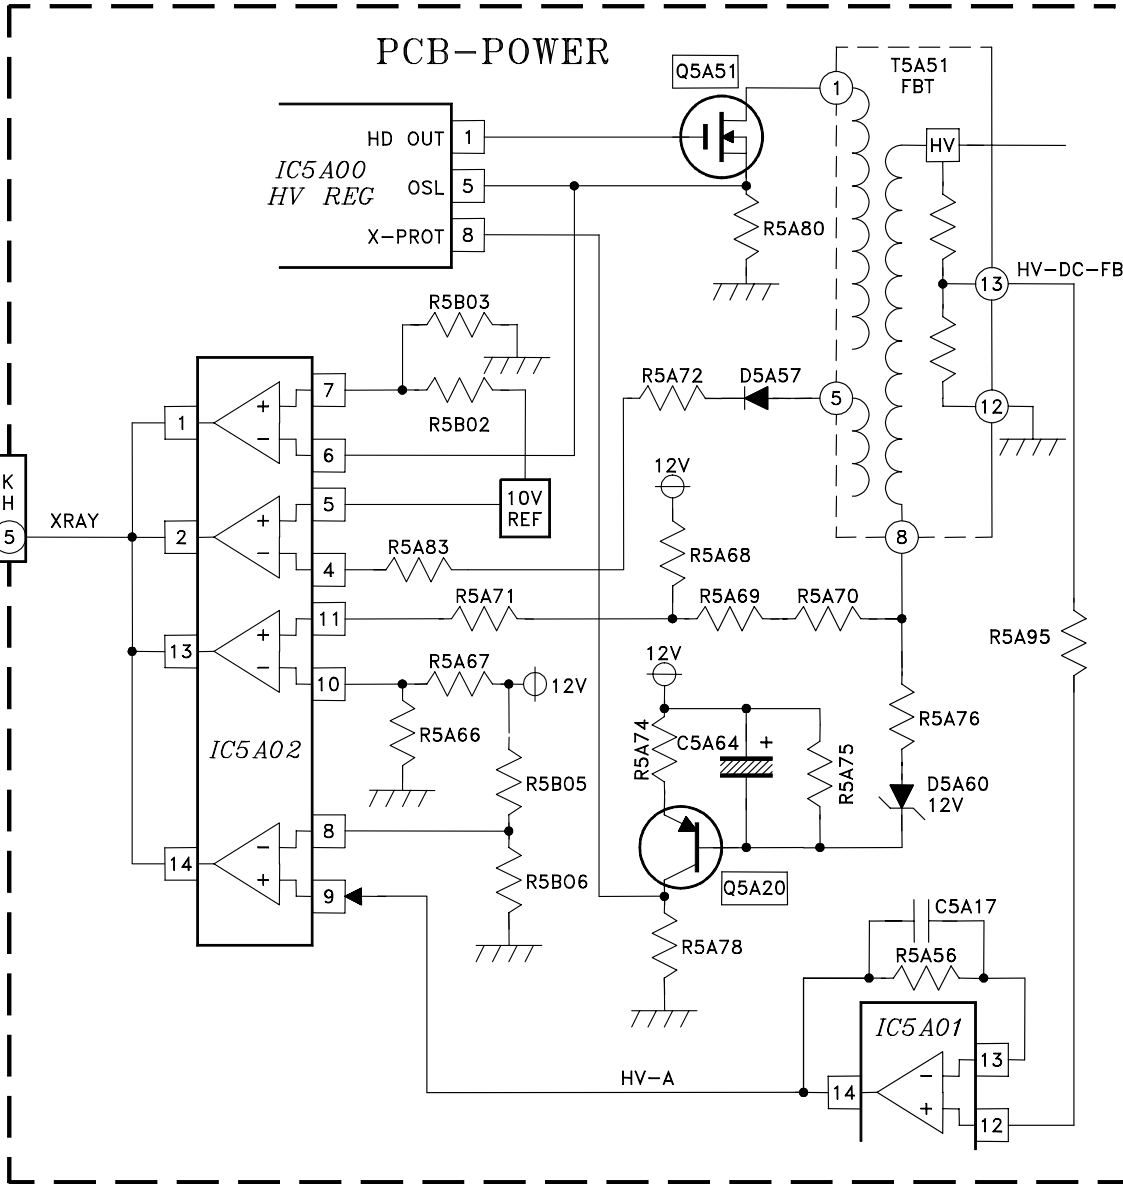 PCB-POWER
Q5A51
T5A51
FBT
1
HD OUT
1
HV
IC5A00
HV REG
OSL
5
X-PROT
8
R5A80
13
HV-DC-FB
R5B03
R5A72
D5A57
5
12
7
+
-
1
R5B02
6
12V
10V
REF
K
H
5
XRAY
5
+
-
2
4
R5A83
R5A68
8
R5A71
R5A69
R5A70
11
+
-
13
10
R5A67
12V
12V
R5A95
R5A66
R5A74
C5A64
+
R5A75
R5A76
IC5A02
R5B05
D5A60
12V
8
-
+
14
9
R5B06
Q5A20
R5A78
C5A17
R5A56
IC5A01
13
-
+
14
12
HV-A